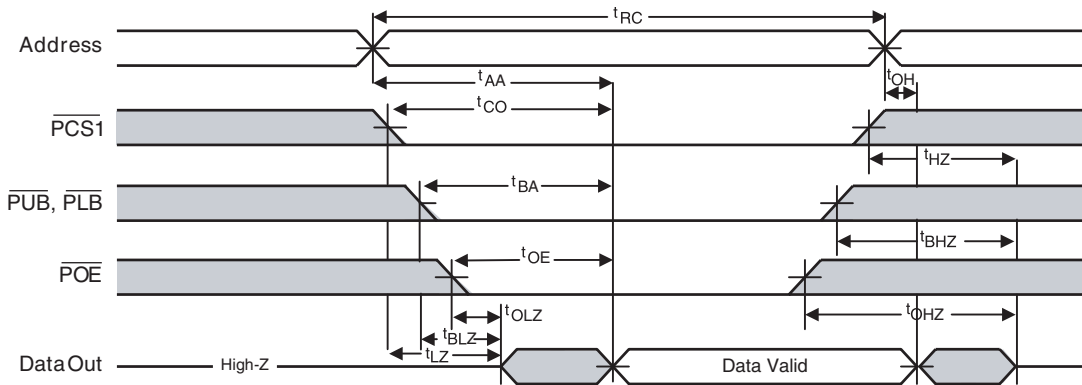 tRC
Address
tAA
tOH
tCO
PCS1
tHZ
tBA
PUB, PLB
tBHZ
tOE
POE
tOLZ
tOHZ
tBLZ
tLZ
Data Out
High-Z
Data Valid